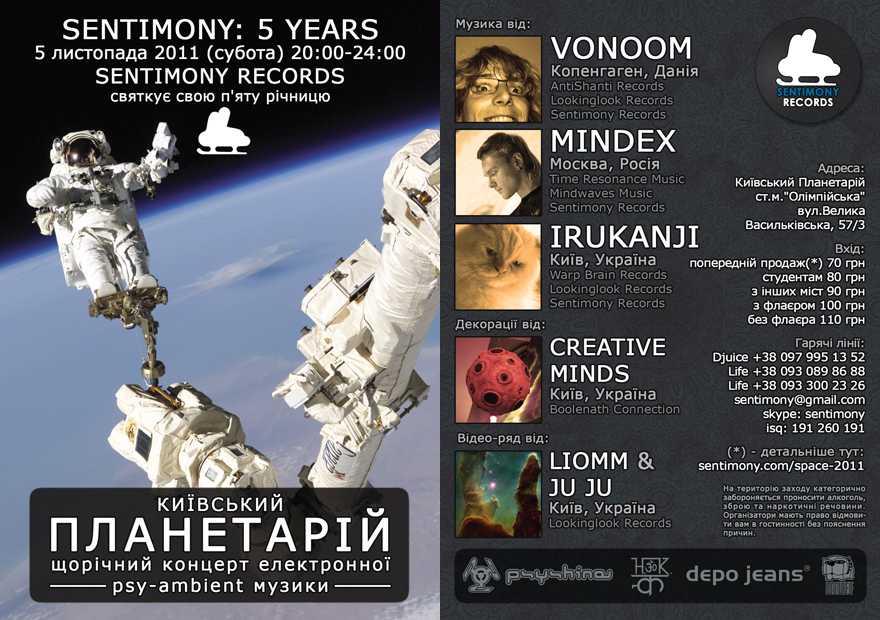 SENTIMONY: 5 YEARS
5 листопада 2011 (субота) 20:00-24:00
SENTIMONY RECORDS
святкує свою п'яту річницю
КИЇВСЬКИЙ
ПЛАНЕТАРІЙ
щорічний концерт електронної
psy-ambient музики
Музика від:
VONOOM
Копенгаген, Данія
AntiShanti Records
Lookinglook Records
Sentimony Records
MINDEX
Москва, Росія
Time Resonance Music
Mindwaves Music
Sentimony Records
IRUKANJI
Київ, Україна
Warp Brain Records
Lookinglook Records
Sentimony Records
Декорації від:
CREATIVE
MINDS
Київ, Україна
Boolenath Connection
Відео-ряд від:
LIOMM &
JU JU
Київ, Україна
Lookinglook Records
SENTIMONY
RECORDS
Адреса:
Київський Планетарій
ст.м."Олімпійська"
вул.Велика
Васильківська, 57/3
Вхід:
попередній продаж(*) 70 грн
студентам 80 грн
з інших міст 90 грн
з флаєром 100 грн
без флаєра 110 грн
Гарячі лінії:
Djuice +38 097 995 13 52
Life +38 093 089 86 88
Life +38 093 300 23 26
sentimony@gmail.com
skype: sentimony
isq: 191 260 191
(*) - детальніше тут:
sentimony.com/space-2011
На територію заходу категорично
забороняється проносити алкоголь,
зброю та наркотичні речовини.
Організатори мають право відмови-
ти вам в гостинності без пояснення
причин.
psyshina
depo jeans®